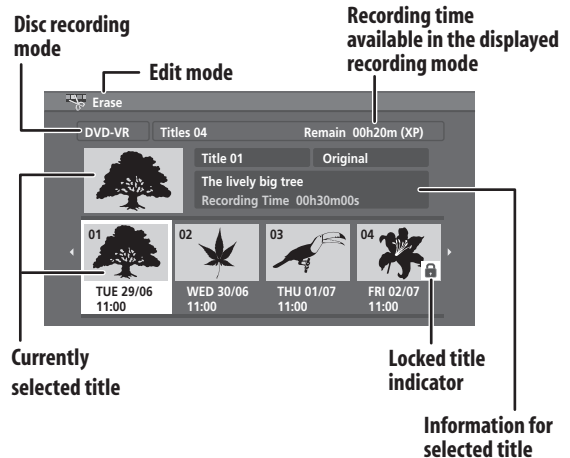 Disc recording
mode
Edit mode
Recording time
available in the displayed
recording mode
Erase
DVD-VR
Titles 04
Remain 00h20m (XP)
Title 01
Original
The lively big tree
Recording Time 00h30m00s
01
02
03
04
TUE 29/06
11:00
WED 30/06
11:00
THU 01/07
11:00
FRI 02/07
11:00
Currently
selected title
Locked title
indicator
Information for
selected title